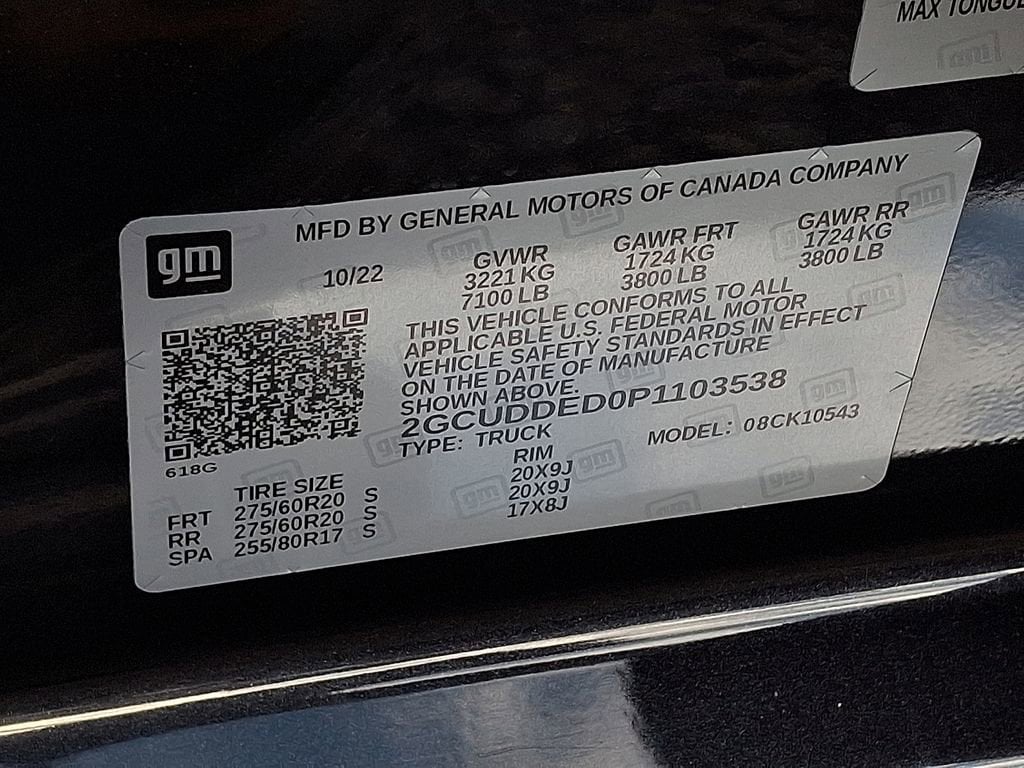 MAX TONGUE
gm
MFD BY GENERAL MOTORS OF CANADA COMPANY
gm
10/22
GVWR GAWR FRT GAWR RR
3221 KG 1724 KG 1724 KG
7100 LB 3800 LB 3800 LB
THIS VEHICLE CONFORMS TO ALL
APPLICABLE U.S. FEDERAL MOTOR
VEHICLE SAFETY STANDARDS IN EFFECT
ON THE DATE OF MANUFACTURE
SHOWN ABOVE.
2GCUDDED0P1103538
TYPE: TRUCK MODEL: 08CK10543
618G
TIRE SIZE RIM
FRT 275/60R20 S 20X9J
RR 275/60R20 S 20X9J
SPA 255/80R17 S 17X8J